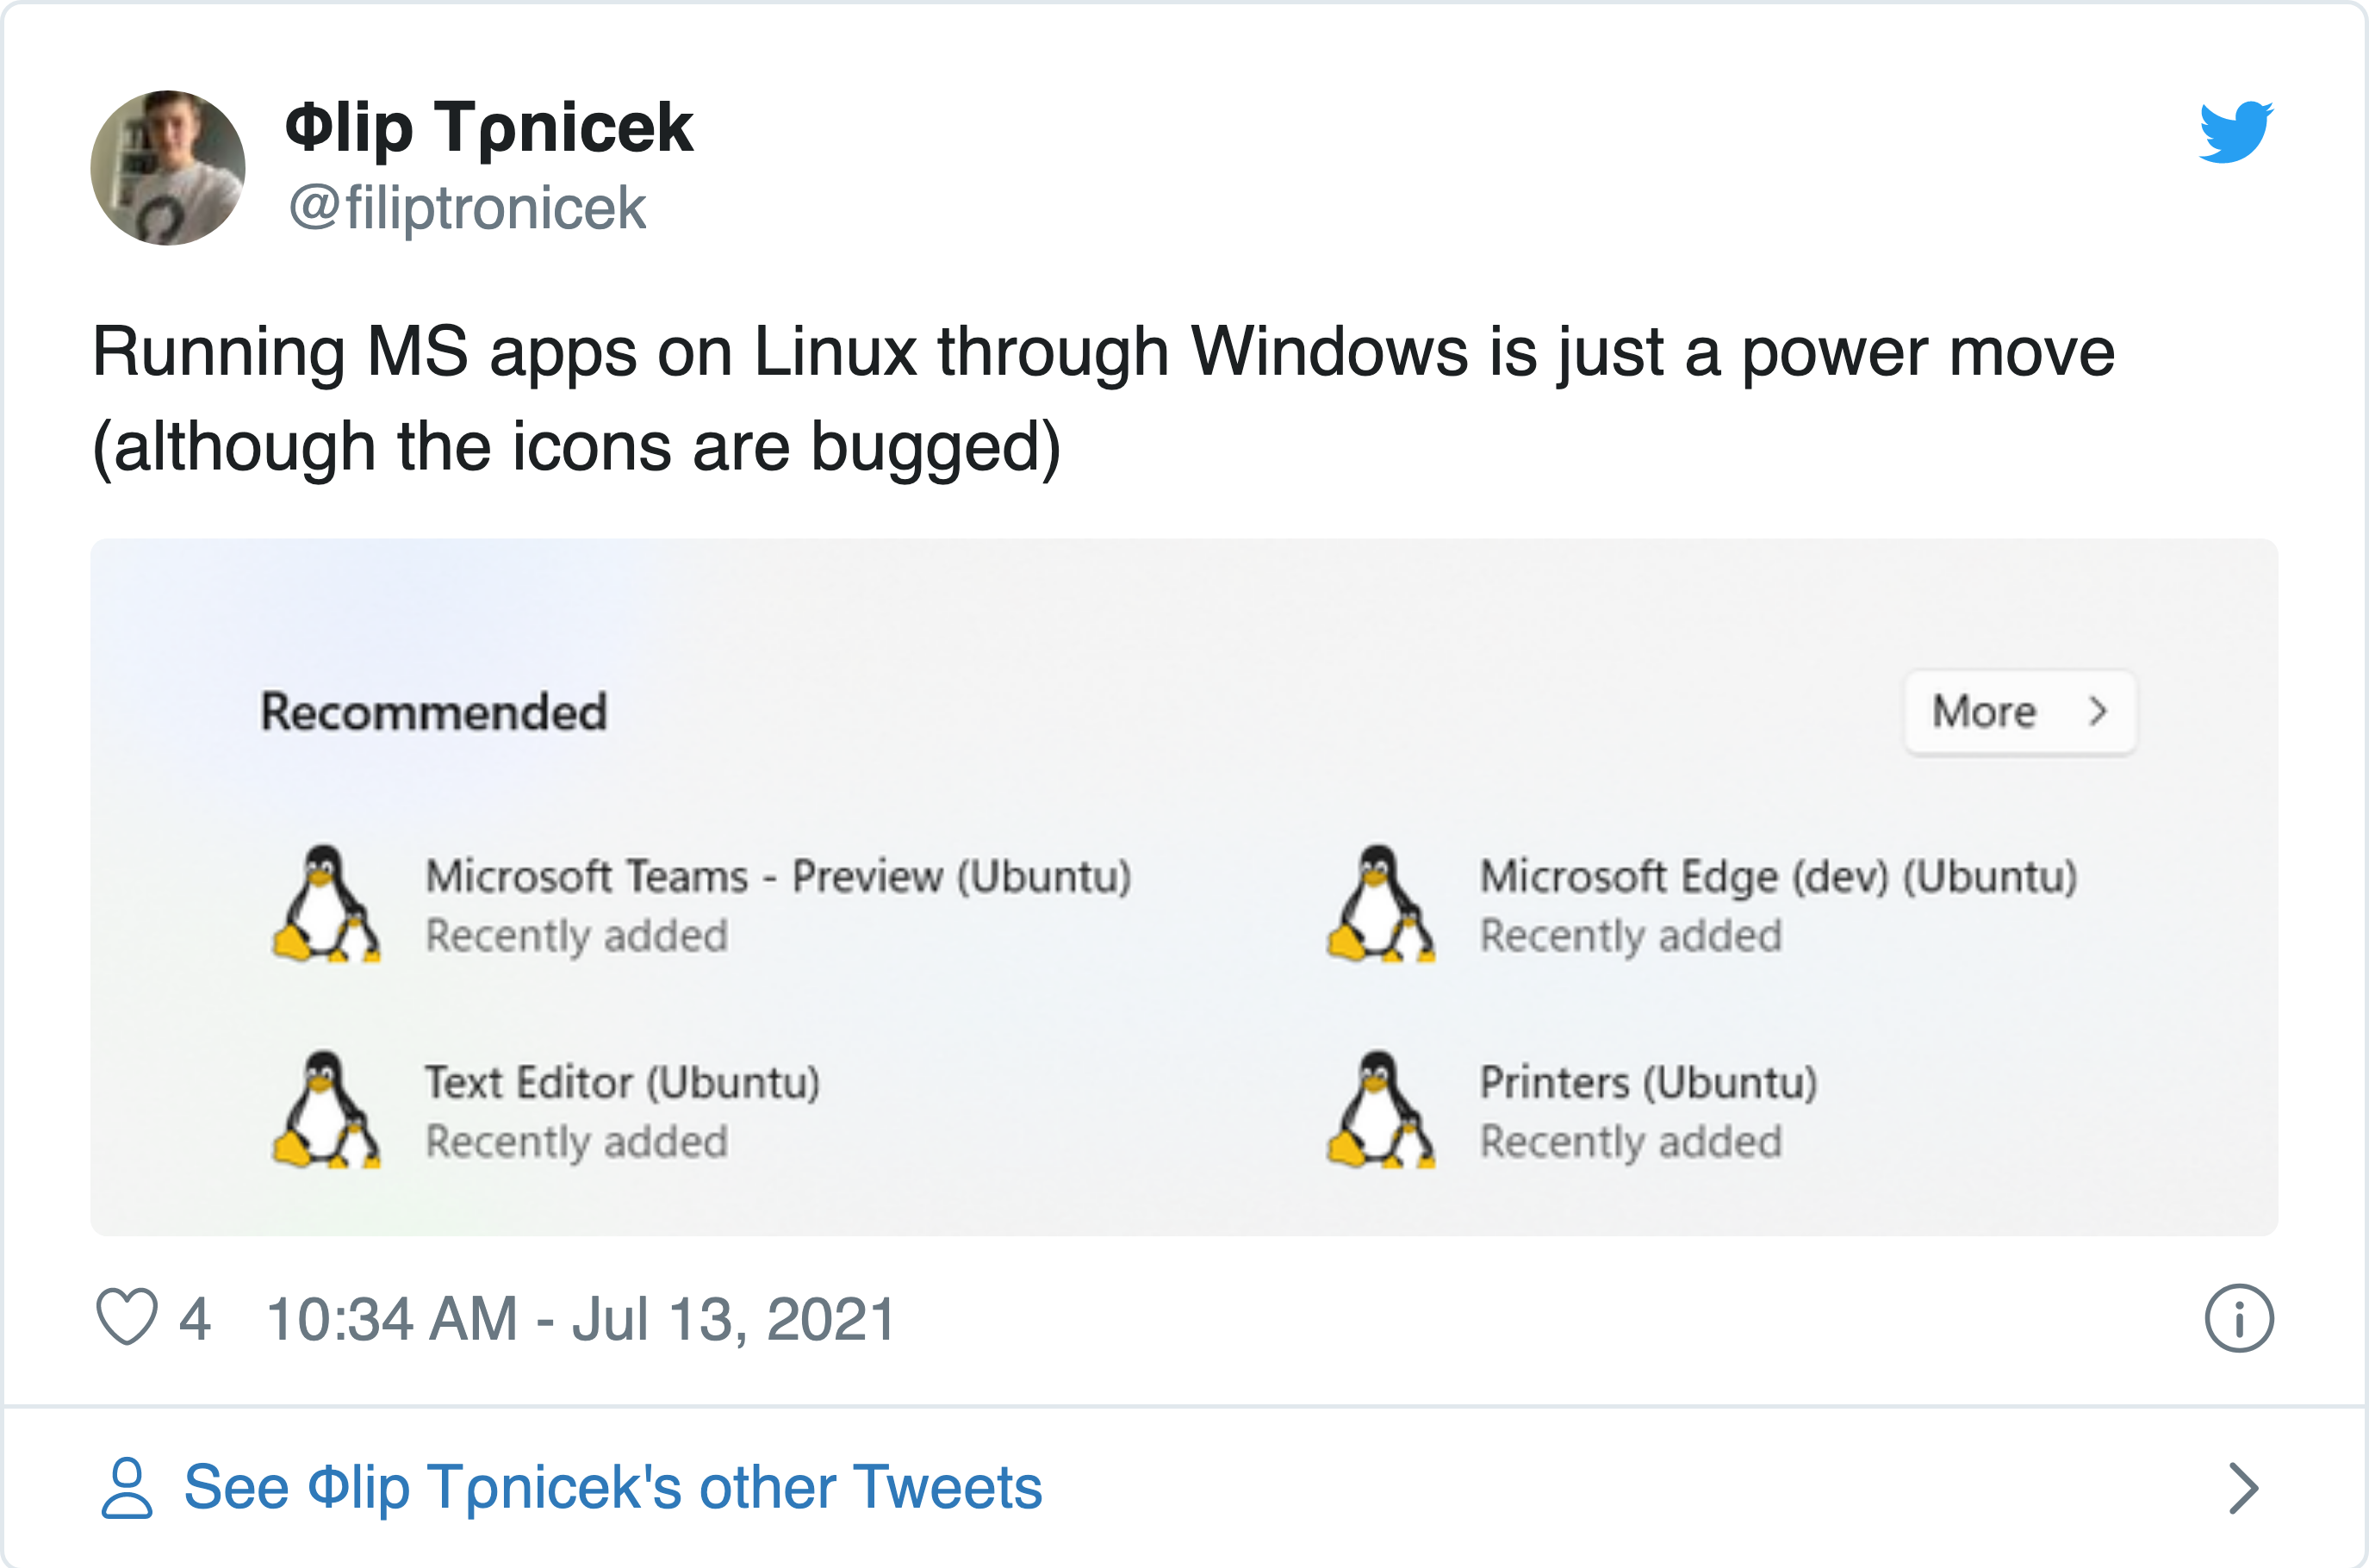 Φlip Tρnicek
@filiptronicek
Running MS apps on Linux through Windows is just a power move
(although the icons are bugged)
Recommended
More
Microsoft Teams - Preview (Ubuntu)
Recently added
Microsoft Edge (dev) (Ubuntu)
Recently added
Text Editor (Ubuntu)
Recently added
Printers (Ubuntu)
Recently added
4 10:34 AM - Jul 13, 2021
See Φlip Tρnicek's other Tweets